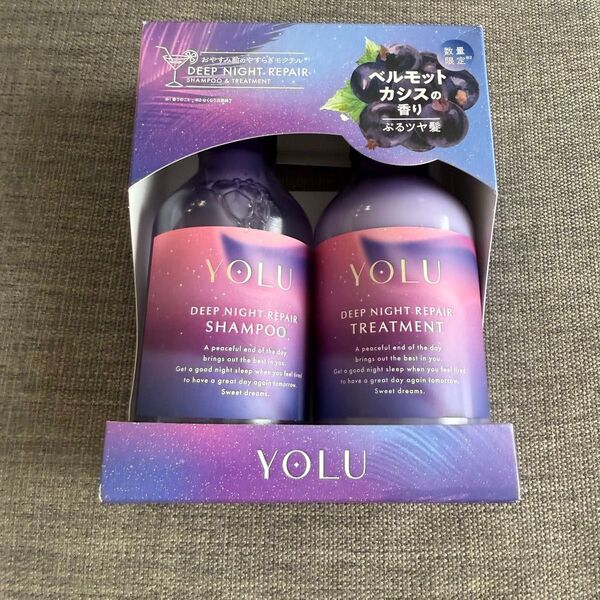 おやすみ前のやすらぎモクテル※1
DEEP NIGHT REPAIR
SHAMPOO & TREATMENT
数量
限定※2
ベルモット
カシスの
香り
ぷるツヤ髪
YOLU
DEEP NIGHT REPAIR
SHAMPOO
A peaceful end of the day
brings out the best in you.
Get a good night sleep when you feel tired
to have a great day again tomorrow.
Sweet dreams.
YOLU
DEEP NIGHT REPAIR
TREATMENT
A peaceful end of the day
brings out the best in you.
Get a good night sleep when you feel tired
to have a great day again tomorrow.
Sweet dreams.
YOLU